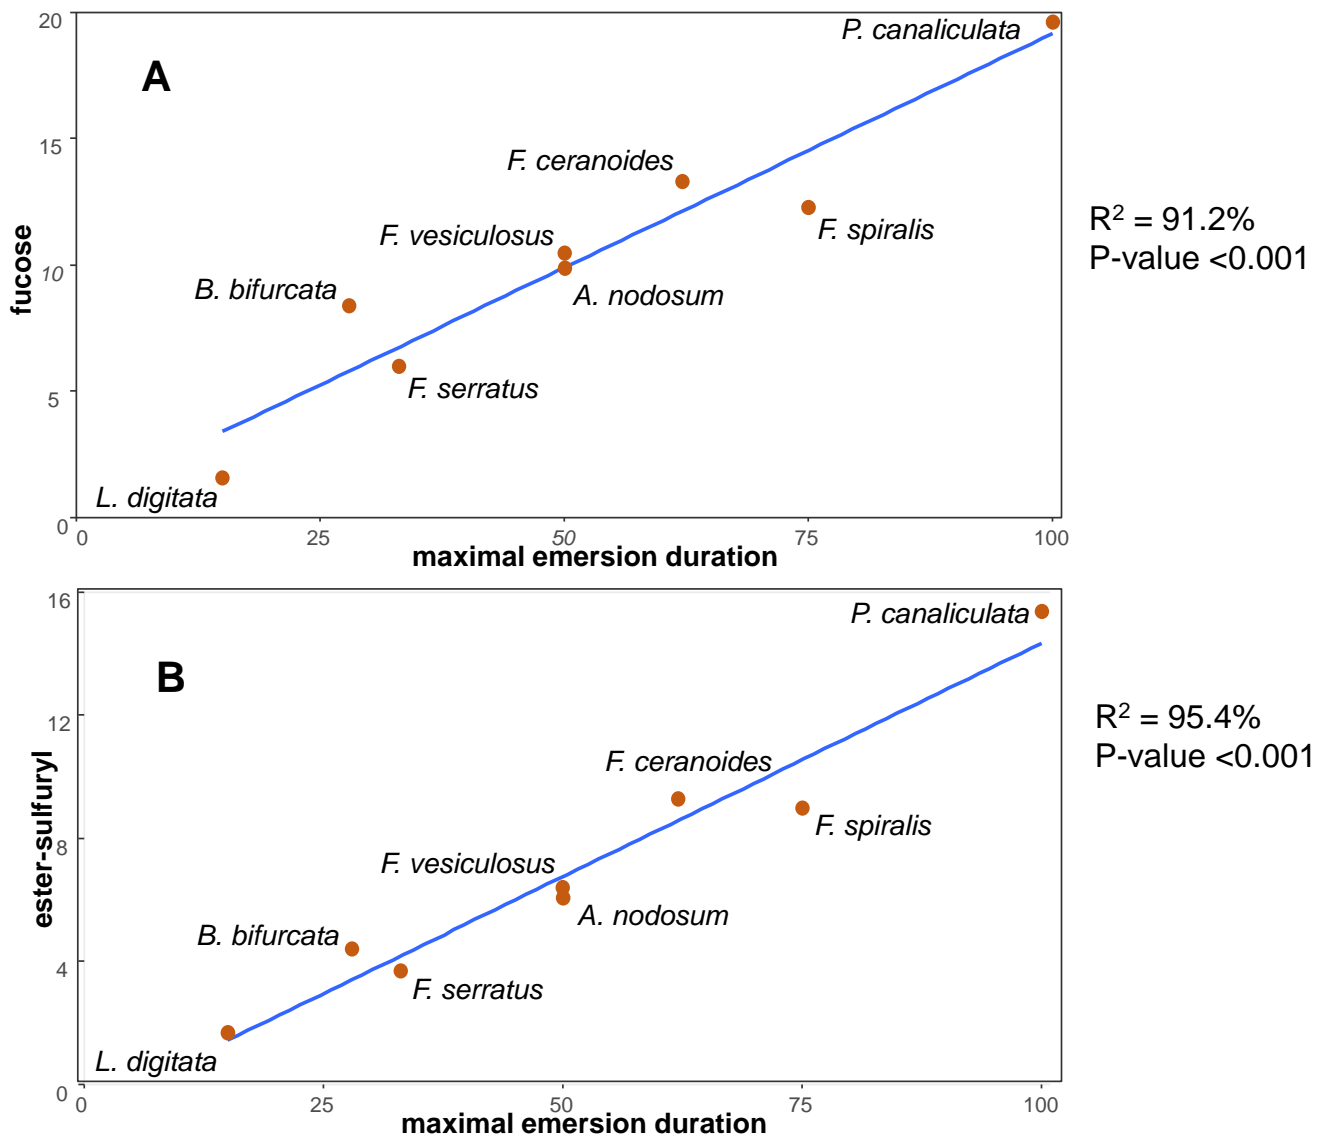 20
P. canaliculata
A
15
F. ceranoides
F. vesiculosus
F. spiralis
R² = 91.2%
P-value <0.001
fucose
10
B. bifurcata
A. nodosum
5
F. serratus
L. digitata
0
0 25 50 75 100
maximal emersion duration
16
P. canaliculata
B
12
R² = 95.4%
P-value <0.001
F. ceranoides
ester-sulfuryl
8
F. spiralis
F. vesiculosus
A. nodosum
B. bifurcata
4
F. serratus
L. digitata
0
0 25 50 75 100
maximal emersion duration